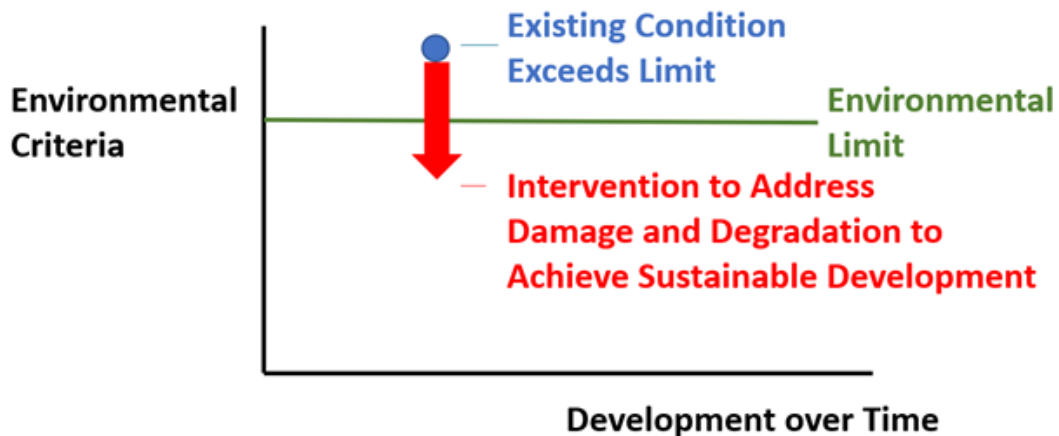 Existing Condition
Exceeds Limit
Environmental
Criteria
Environmental
Limit
Intervention to Address
Damage and Degradation to
Achieve Sustainable Development
Development over Time